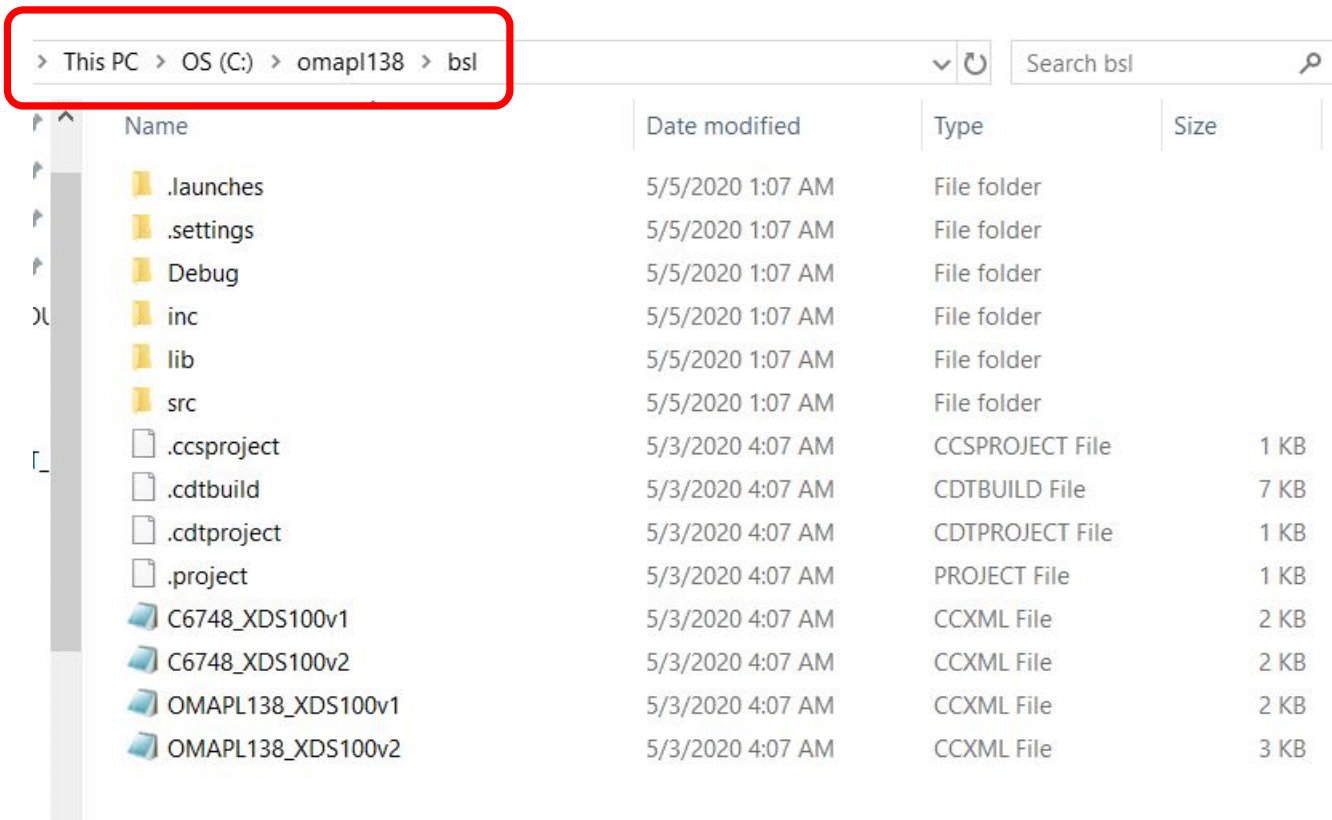 > This PC > OS (C:) > omapl138 > bsl Search bsl
Name Date modified Type Size
.launches 5/5/2020 1:07 AM File folder
.settings 5/5/2020 1:07 AM File folder
Debug 5/5/2020 1:07 AM File folder
inc 5/5/2020 1:07 AM File folder
lib 5/5/2020 1:07 AM File folder
src 5/5/2020 1:07 AM File folder
.ccsproject 5/3/2020 4:07 AM CCSPROJECT File 1 KB
.cdtbuild 5/3/2020 4:07 AM CDTBUILD File 7 KB
.cdtproject 5/3/2020 4:07 AM CDTPROJECT File 1 KB
.project 5/3/2020 4:07 AM PROJECT File 1 KB
C6748_XDS100v1 5/3/2020 4:07 AM CCXML File 2 KB
C6748_XDS100v2 5/3/2020 4:07 AM CCXML File 2 KB
OMAPL138_XDS100v1 5/3/2020 4:07 AM CCXML File 2 KB
OMAPL138_XDS100v2 5/3/2020 4:07 AM CCXML File 3 KB